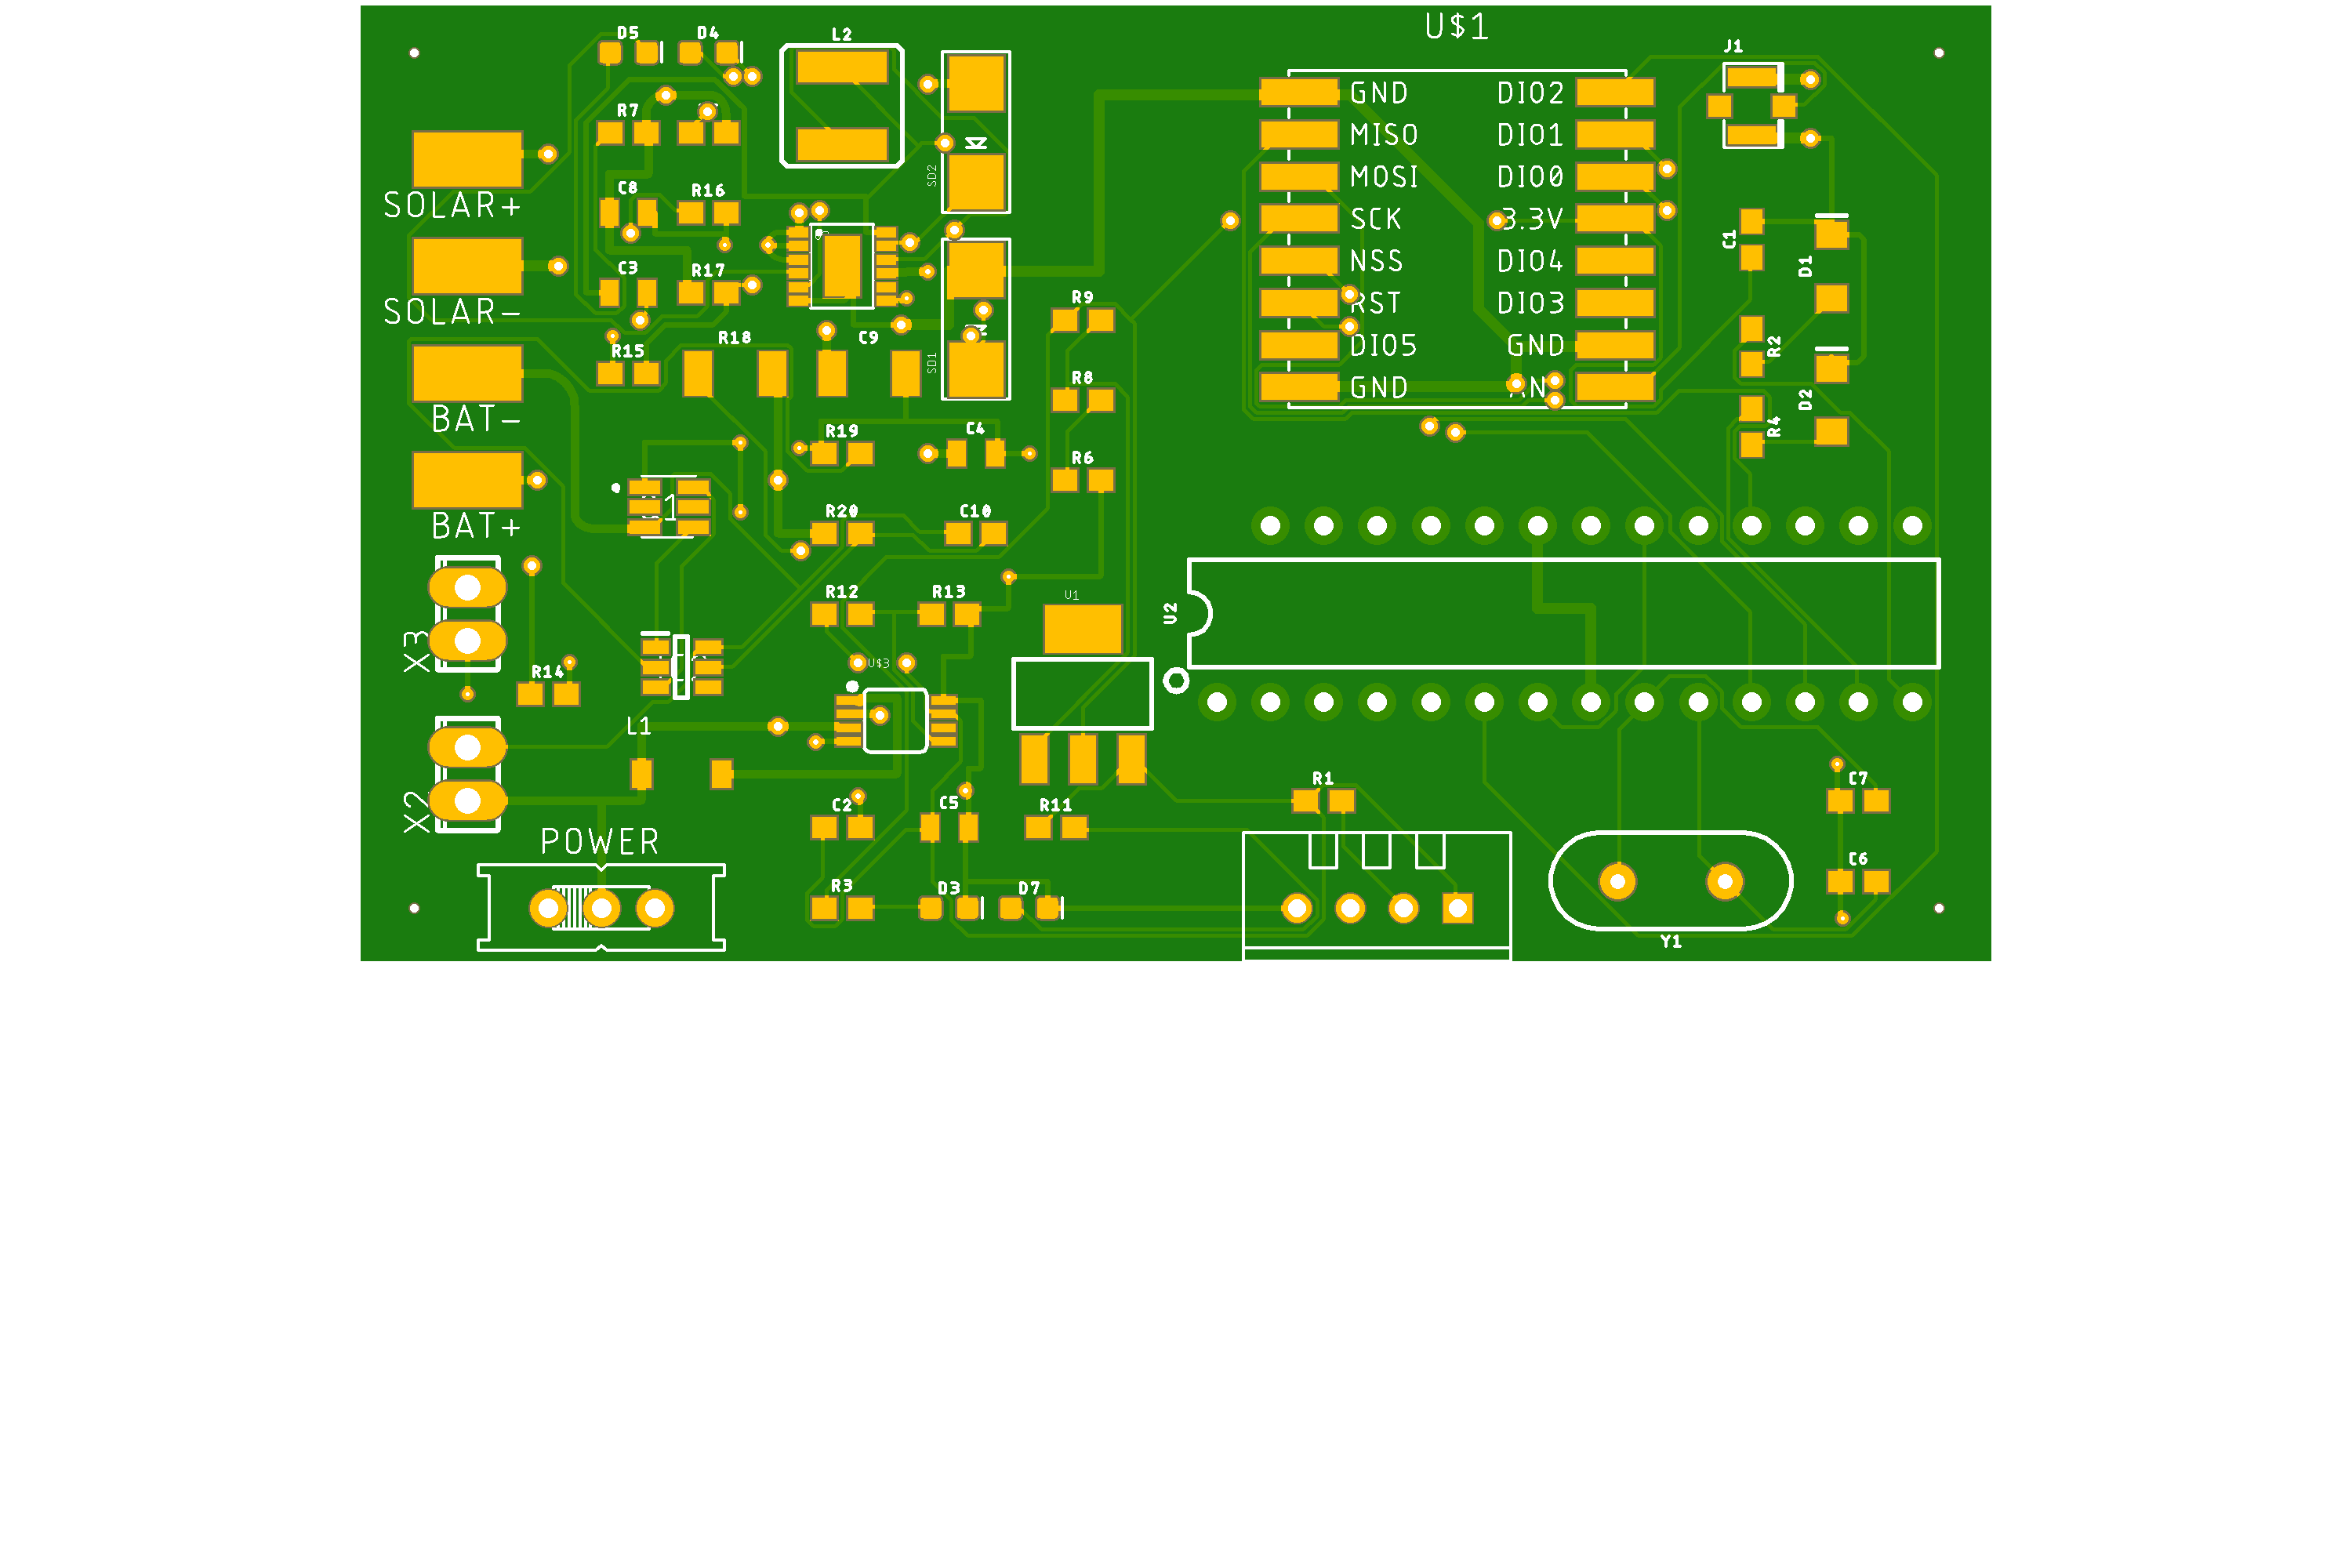 U$1
D5
D4
L2
J1
GND
DIO2
R7
MISO
DIO1
MOSI
DIO0
SD2
C8
R16
SOLAR+
SCK
3.3V
C1
NSS
DIO4
D1
C3
R17
SOLAR-
R9
RST
DIO3
R15
R18
C9
SD1
DIO5
GND
R2
R8
GND
D2
BAT-
R19
C4
R4
R6
BAT+
R20
C10
R12
R13
U1
U2
X3
R14
U$3
L1
X2
R1
C7
C2
C5
R11
POWER
C6
R3
D3
D7
Y1